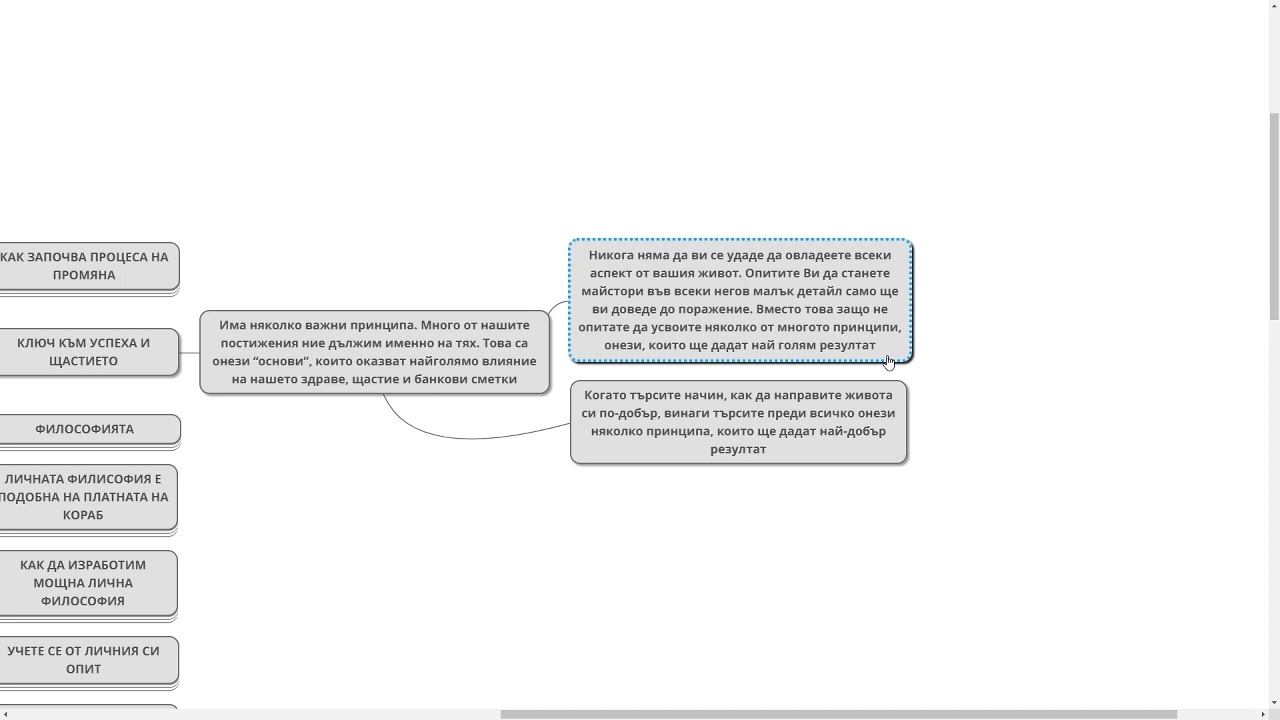 КАК ЗАПОЧВА ПРОЦЕСА НА
ПРОМЯНА
КЛЮЧ КЪМ УСПЕХА И
ЩАСТИЕТО
ФИЛОСОФИЯТА
ЛИЧНАТА ФИЛИСОФИЯ Е
ПОДОБНА НА ПЛАТНАТА НА
КОРАБ
КАК ДА ИЗРАБОТИМ
МОЩНА ЛИЧНА
ФИЛОСОФИЯ
УЧЕТЕ СЕ ОТ ЛИЧНИЯ СИ
ОПИТ
Има няколко важни принципа. Много от нашите
постижения ние дължим именно на тях. Това са
онези “основи”, които оказват найголямо влияние
на нашето здраве, щастие и банкови сметки
Никога няма да ви се удаде да овладеете всеки
аспект от вашия живот. Опитите Ви да станете
майстори във всеки негов малък детайл само ще
ви доведе до поражение. Вместо това защо не
опитате да усвоите няколко от многото принципи,
онези, които ще дадат най голям резултат
Когато търсите начин, как да направите живота
си по-добър, винаги търсите преди всичко онези
няколко принципа, които ще дадат най-добър
резултат